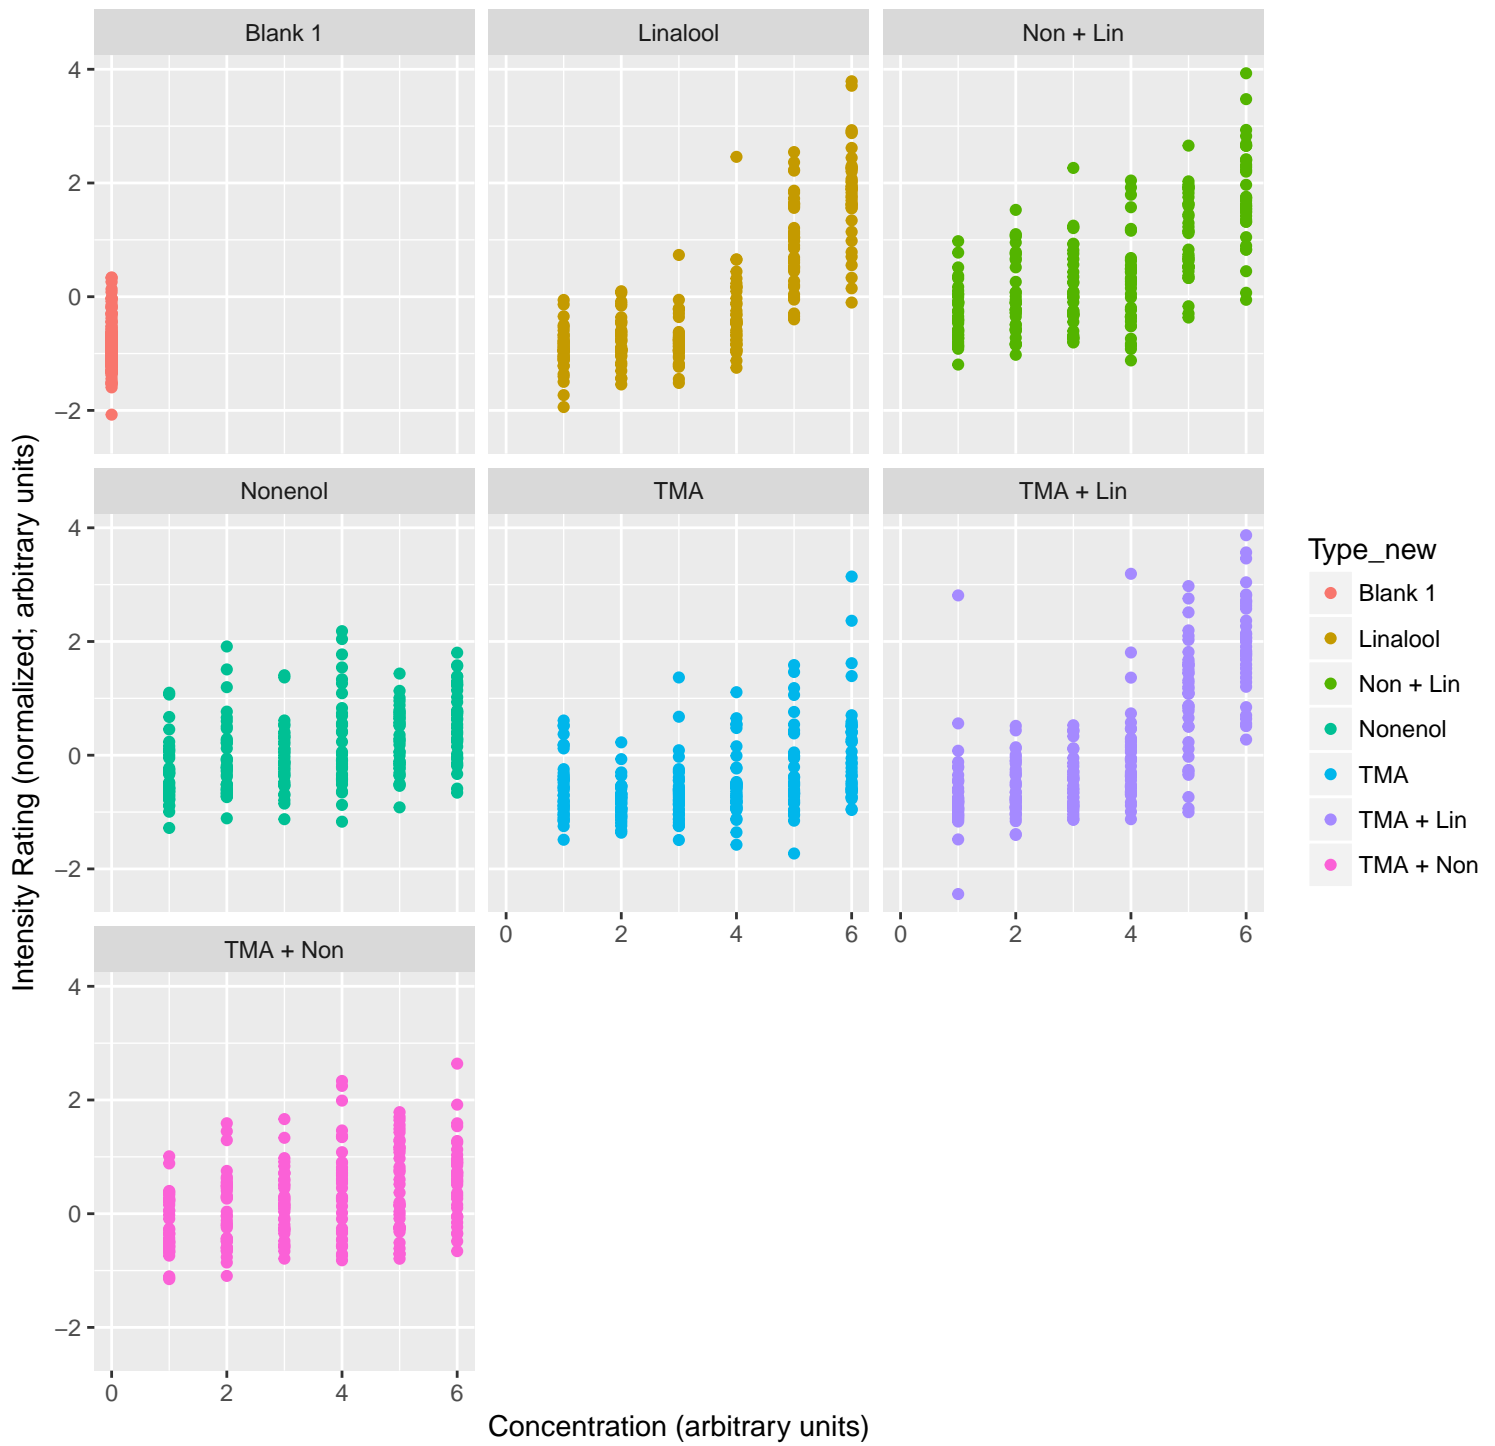 Blank 1
Linalool
Non + Lin
4
2
0
−2
Nonenol
TMA
TMA + Lin
4
2
0
−2
0 2 4 6
0 2 4 6
TMA + Non
4
2
0
−2
0 2 4 6
Concentration (arbitrary units)
Intensity Rating (normalized; arbitrary units)
Type_new
Blank 1
Linalool
Non + Lin
Nonenol
TMA
TMA + Lin
TMA + Non